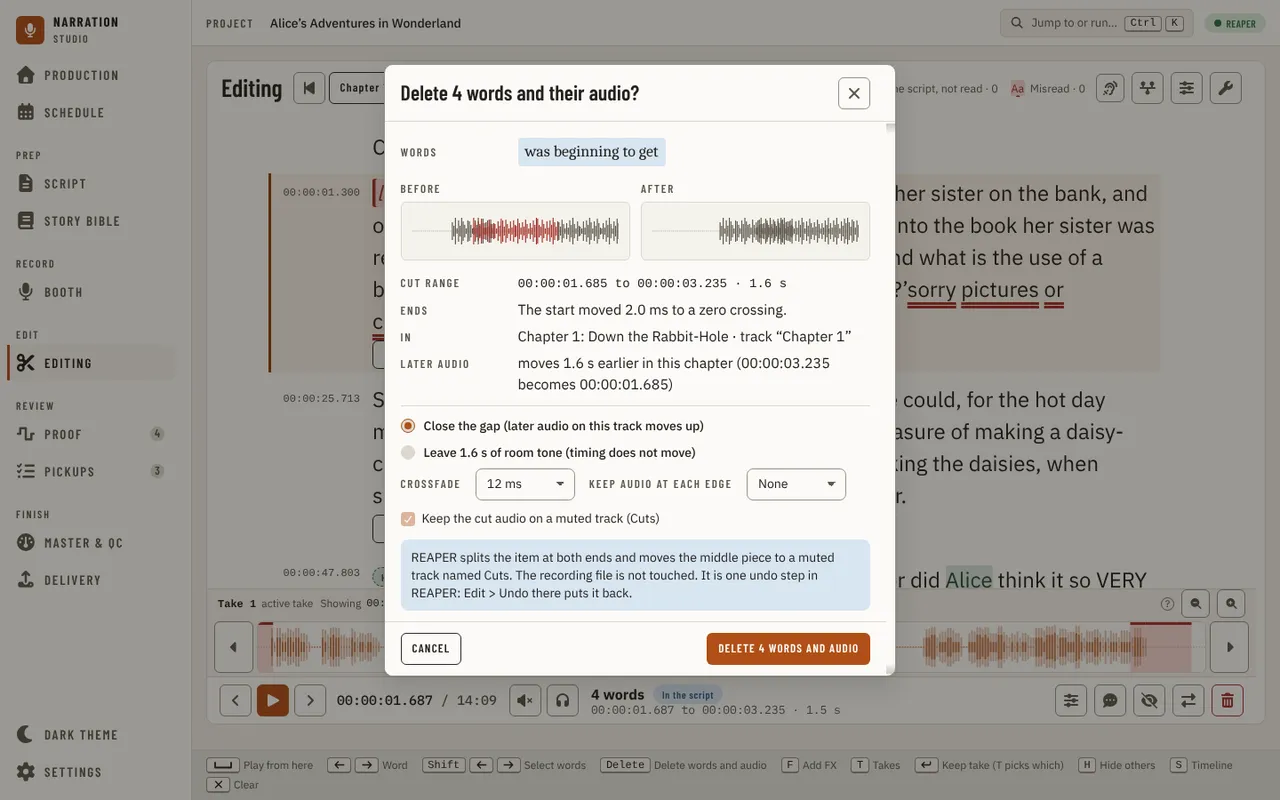 NARRATION
STUDIO
PRODUCTION
SCHEDULE
PREP
SCRIPT
STORY BIBLE
RECORD
BOOTH
EDIT
EDITING
REVIEW
PROOF 4
PICKUPS 3
FINISH
MASTER & QC
DELIVERY
DARK THEME
SETTINGS
PROJECT Alice’s Adventures in Wonderland
Jump to or run... Ctrl K
REAPER
Editing Chapter
he script, not read · 0 Aa Misread · 0
00:00:01.300
her sister on the bank, and
nto the book her sister was
nd what is the use of a
?’sorry pictures or
00:00:25.713
could, for the hot day
asure of making a daisy-
king the daisies, when
r.
00:00:47.803
r did Alice think it so VERY
Delete 4 words and their audio?
WORDS was beginning to get
BEFORE AFTER
CUT RANGE 00:00:01.685 to 00:00:03.235 · 1.6 s
ENDS The start moved 2.0 ms to a zero crossing.
IN Chapter 1: Down the Rabbit-Hole · track “Chapter 1”
LATER AUDIO moves 1.6 s earlier in this chapter (00:00:03.235
becomes 00:00:01.685)
Close the gap (later audio on this track moves up)
Leave 1.6 s of room tone (timing does not move)
CROSSFADE 12 ms KEEP AUDIO AT EACH EDGE None
Keep the cut audio on a muted track (Cuts)
REAPER splits the item at both ends and moves the middle piece to a muted
track named Cuts. The recording file is not touched. It is one undo step in
REAPER: Edit > Undo there puts it back.
CANCEL DELETE 4 WORDS AND AUDIO
Take 1 active take Showing 00:
00:00:01.687 / 14:09
4 words In the script
00:00:01.687 to 00:00:03.235 · 1.5 s
Play from here ← → Word Shift ← → Select words Delete Delete words and audio F Add FX T Takes Keep take (T picks which) H Hide others S Timeline
Clear